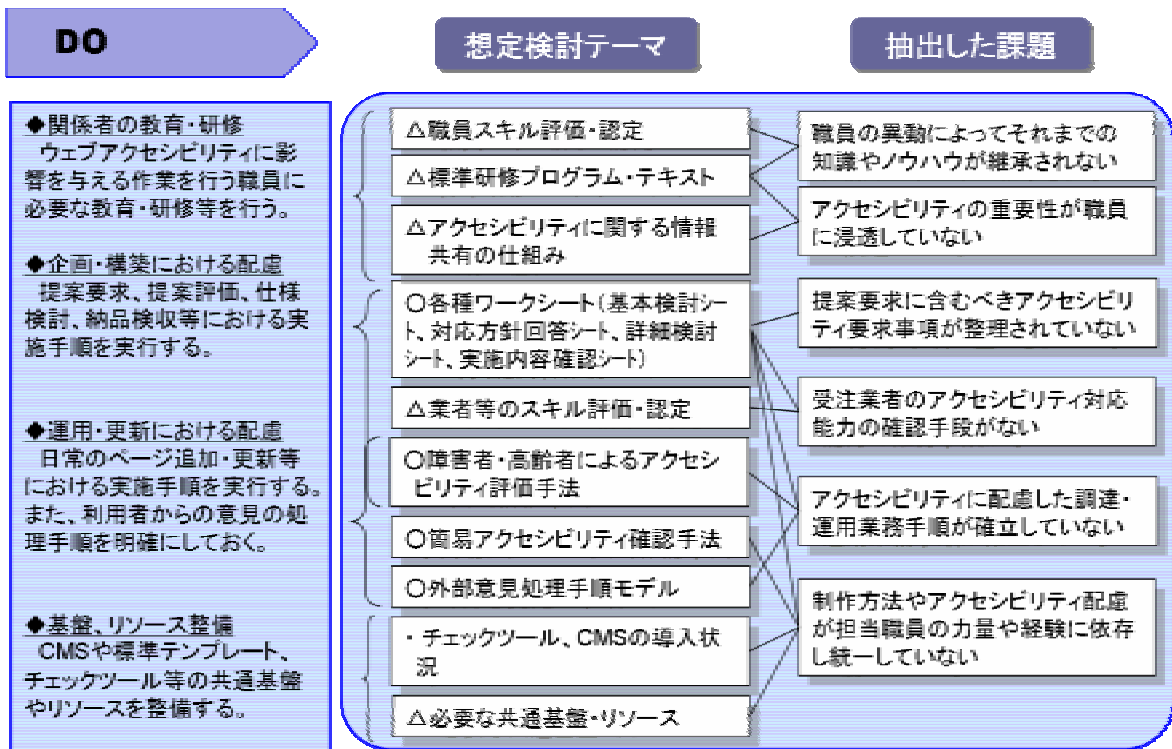 DO
想定検討テーマ
抽出した課題
◆関係者の教育・研修
ウェブアクセシビリティに影
響を与える作業を行う職員に
必要な教育・研修等を行う。
◆企画・構築における配慮
提案要求、提案評価、仕様
検討、納品検収等における実
施手順を実行する。
◆運用・更新における配慮
日常のページ追加・更新等
における実施手順を実行する。
また、利用者からの意見の処
理手順を明確にしておく。
◆基盤、リソース整備
CMSや標準テンプレート、
チェックツール等の共通基盤
やリソースを整備する。
△職員スキル評価・認定
△標準研修プログラム・テキスト
△アクセシビリティに関する情報
共有の仕組み
○各種ワークシート(基本検討シー
ト、対応方針回答シート、詳細検討
シート、実施内容確認シート)
△業者等のスキル評価・認定
○障害者・高齢者によるアクセシ
ビリティ評価手法
○簡易アクセシビリティ確認手法
○外部意見処理手順モデル
・チェックツール、CMSの導入状
況
△必要な共通基盤・リソース
職員の異動によってそれまでの
知識やノウハウが継承されない
アクセシビリティの重要性が職員
に浸透していない
提案要求に含むべきアクセシビリ
ティ要求事項が整理されていない
受注業者のアクセシビリティ対応
能力の確認手段がない
アクセシビリティに配慮した調達・
運用業務手順が確立していない
制作方法やアクセシビリティ配慮
が担当職員の力量や経験に依存
し統一していない